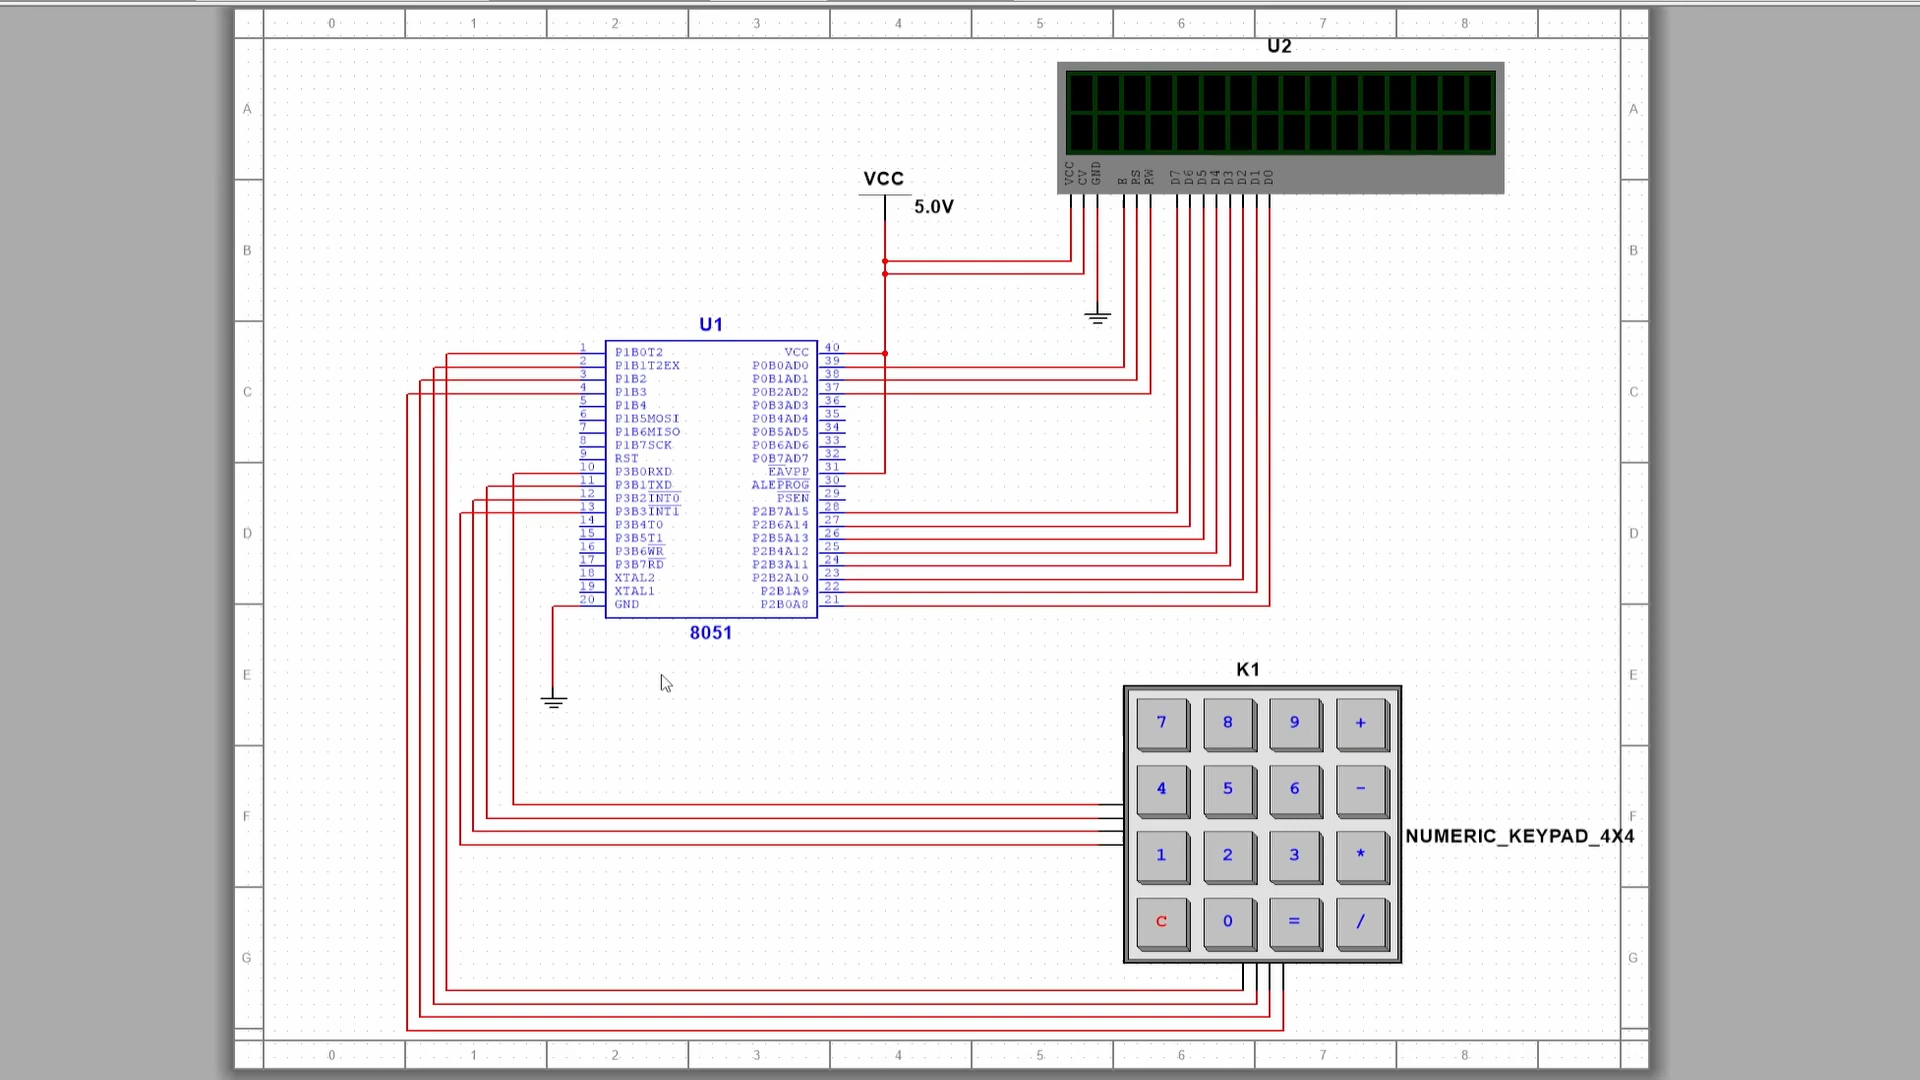 0 1 2 3 4 5 6 7 8
U2
A A
VCC CV GND E RS RW D7 D6 D5 D4 D3 D2 D1 D0
VCC
5.0V
B B
U1
1 P1B0T2 VCC 40
2 P1B1T2EX P0B0AD0 39
3 P1B2 P0B1AD1 38
4 P1B3 P0B2AD2 37
5 P1B4 P0B3AD3 36
6 P1B5MOSI P0B4AD4 35
7 P1B6MISO P0B5AD5 34
8 P1B7SCK P0B6AD6 33
9 RST P0B7AD7 32
10 P3B0RXD EAVPP 31
11 P3B1TXD ALEPROG 30
12 P3B2INT0 PSEN 29
13 P3B3INT1 P2B7A15 28
14 P3B4T0 P2B6A14 27
15 P3B5T1 P2B5A13 26
16 P3B6WR P2B4A12 25
17 P3B7RD P2B3A11 24
18 XTAL2 P2B2A10 23
19 XTAL1 P2B1A9 22
20 GND P2B0A8 21
8051
C C
D D
E E
K1
7 8 9 +
4 5 6 -
F F
NUMERIC_KEYPAD_4X4
1 2 3 *
C 0 = /
G G
0 1 2 3 4 5 6 7 8